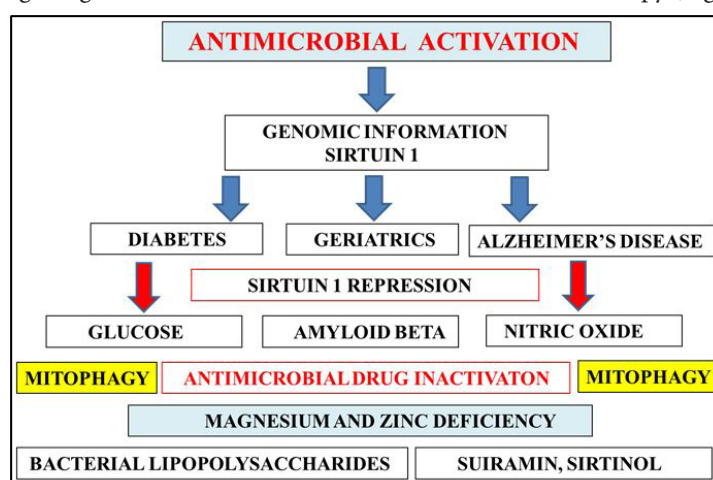 ANTIMICROBIAL ACTIVATION
GENOMIC INFORMATION
SIRTUIN 1
DIABETES
GERIATRICS
ALZHEIMER'S DISEASE
SIRTUIN 1 REPRESSION
GLUCOSE
AMYLOID BETA
NITRIC OXIDE
MITOPHAGY
ANTIMICROBIAL DRUG INACTIVATON
MITOPHAGY
MAGNESIUM AND ZINC DEFICIENCY
BACTERIAL LIPOPOLYSACCHARIDES
SUIRAMIN, SIRTINOL